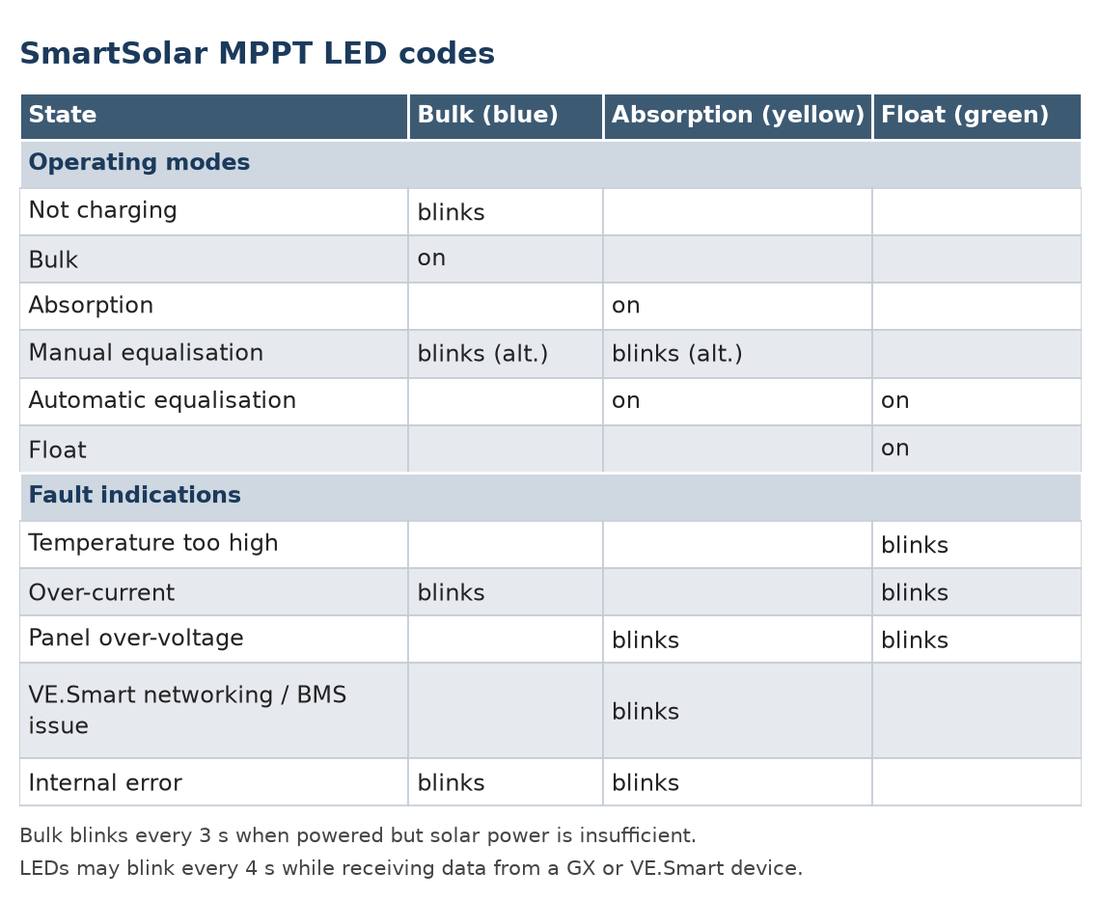 SmartSolar MPPT LED codes
State Bulk (blue) Absorption (yellow) Float (green)
Operating modes
Not charging blinks
Bulk on
Absorption on
Manual equalisation blinks (alt.) blinks (alt.)
Automatic equalisation on on
Float on
Fault indications
Temperature too high blinks
Over-current blinks blinks
Panel over-voltage blinks blinks
VE.Smart networking / BMS
issue blinks
Internal error blinks blinks
Bulk blinks every 3 s when powered but solar power is insufficient.
LEDs may blink every 4 s while receiving data from a GX or VE.Smart device.